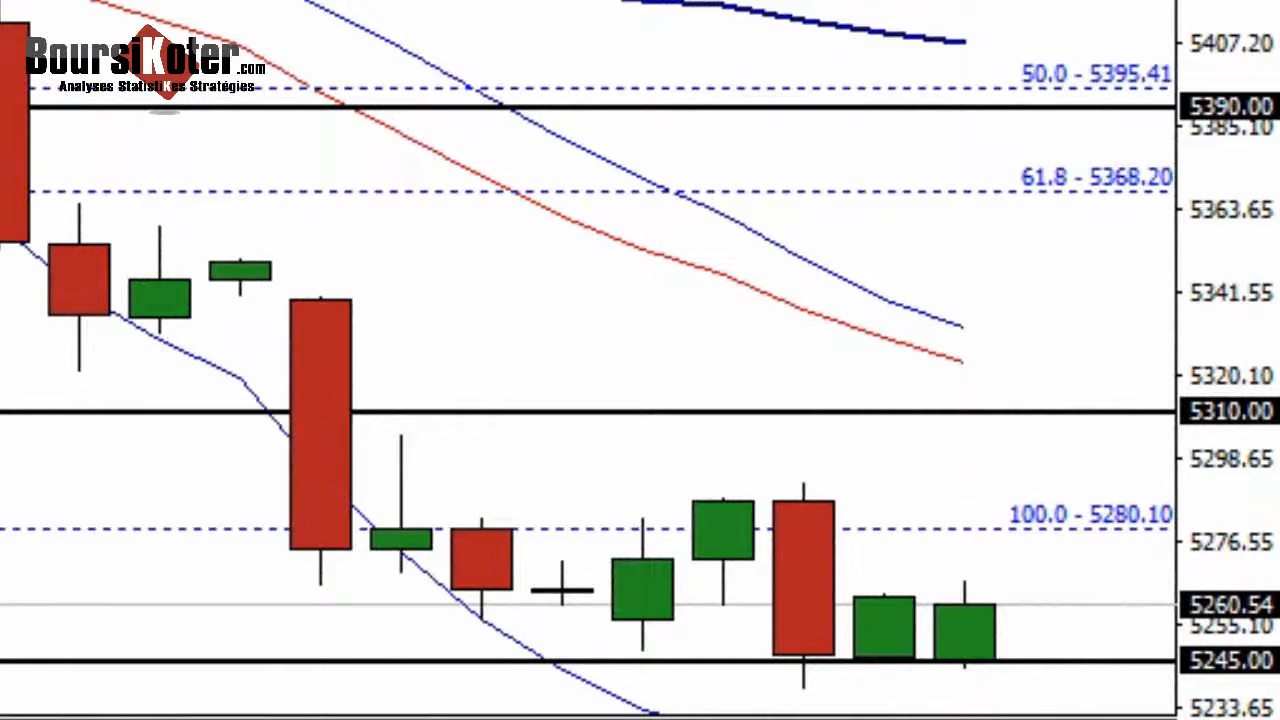 BoursiKoter.com
Analyses StatistiKes Stratégies
5407.20
50.0 - 5395.41
5390.00
5385.10
61.8 - 5368.20
5363.65
5341.55
5320.10
5310.00
5298.65
100.0 - 5280.10
5276.55
5260.54
5255.10
5245.00
5233.65